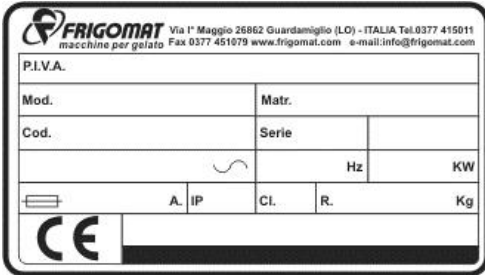 FRIGOMAT Via 1° Maggio 26862 Guardamiglio (LO) - ITALIA Tel.0377 415011
macchine per gelato Fax 0377 451079 www.frigomat.com e-mail:info@frigomat.com
P.I.V.A.
Mod. Matr.
Cod. Serie
Hz KW
A. IP Cl. R. Kg
CE